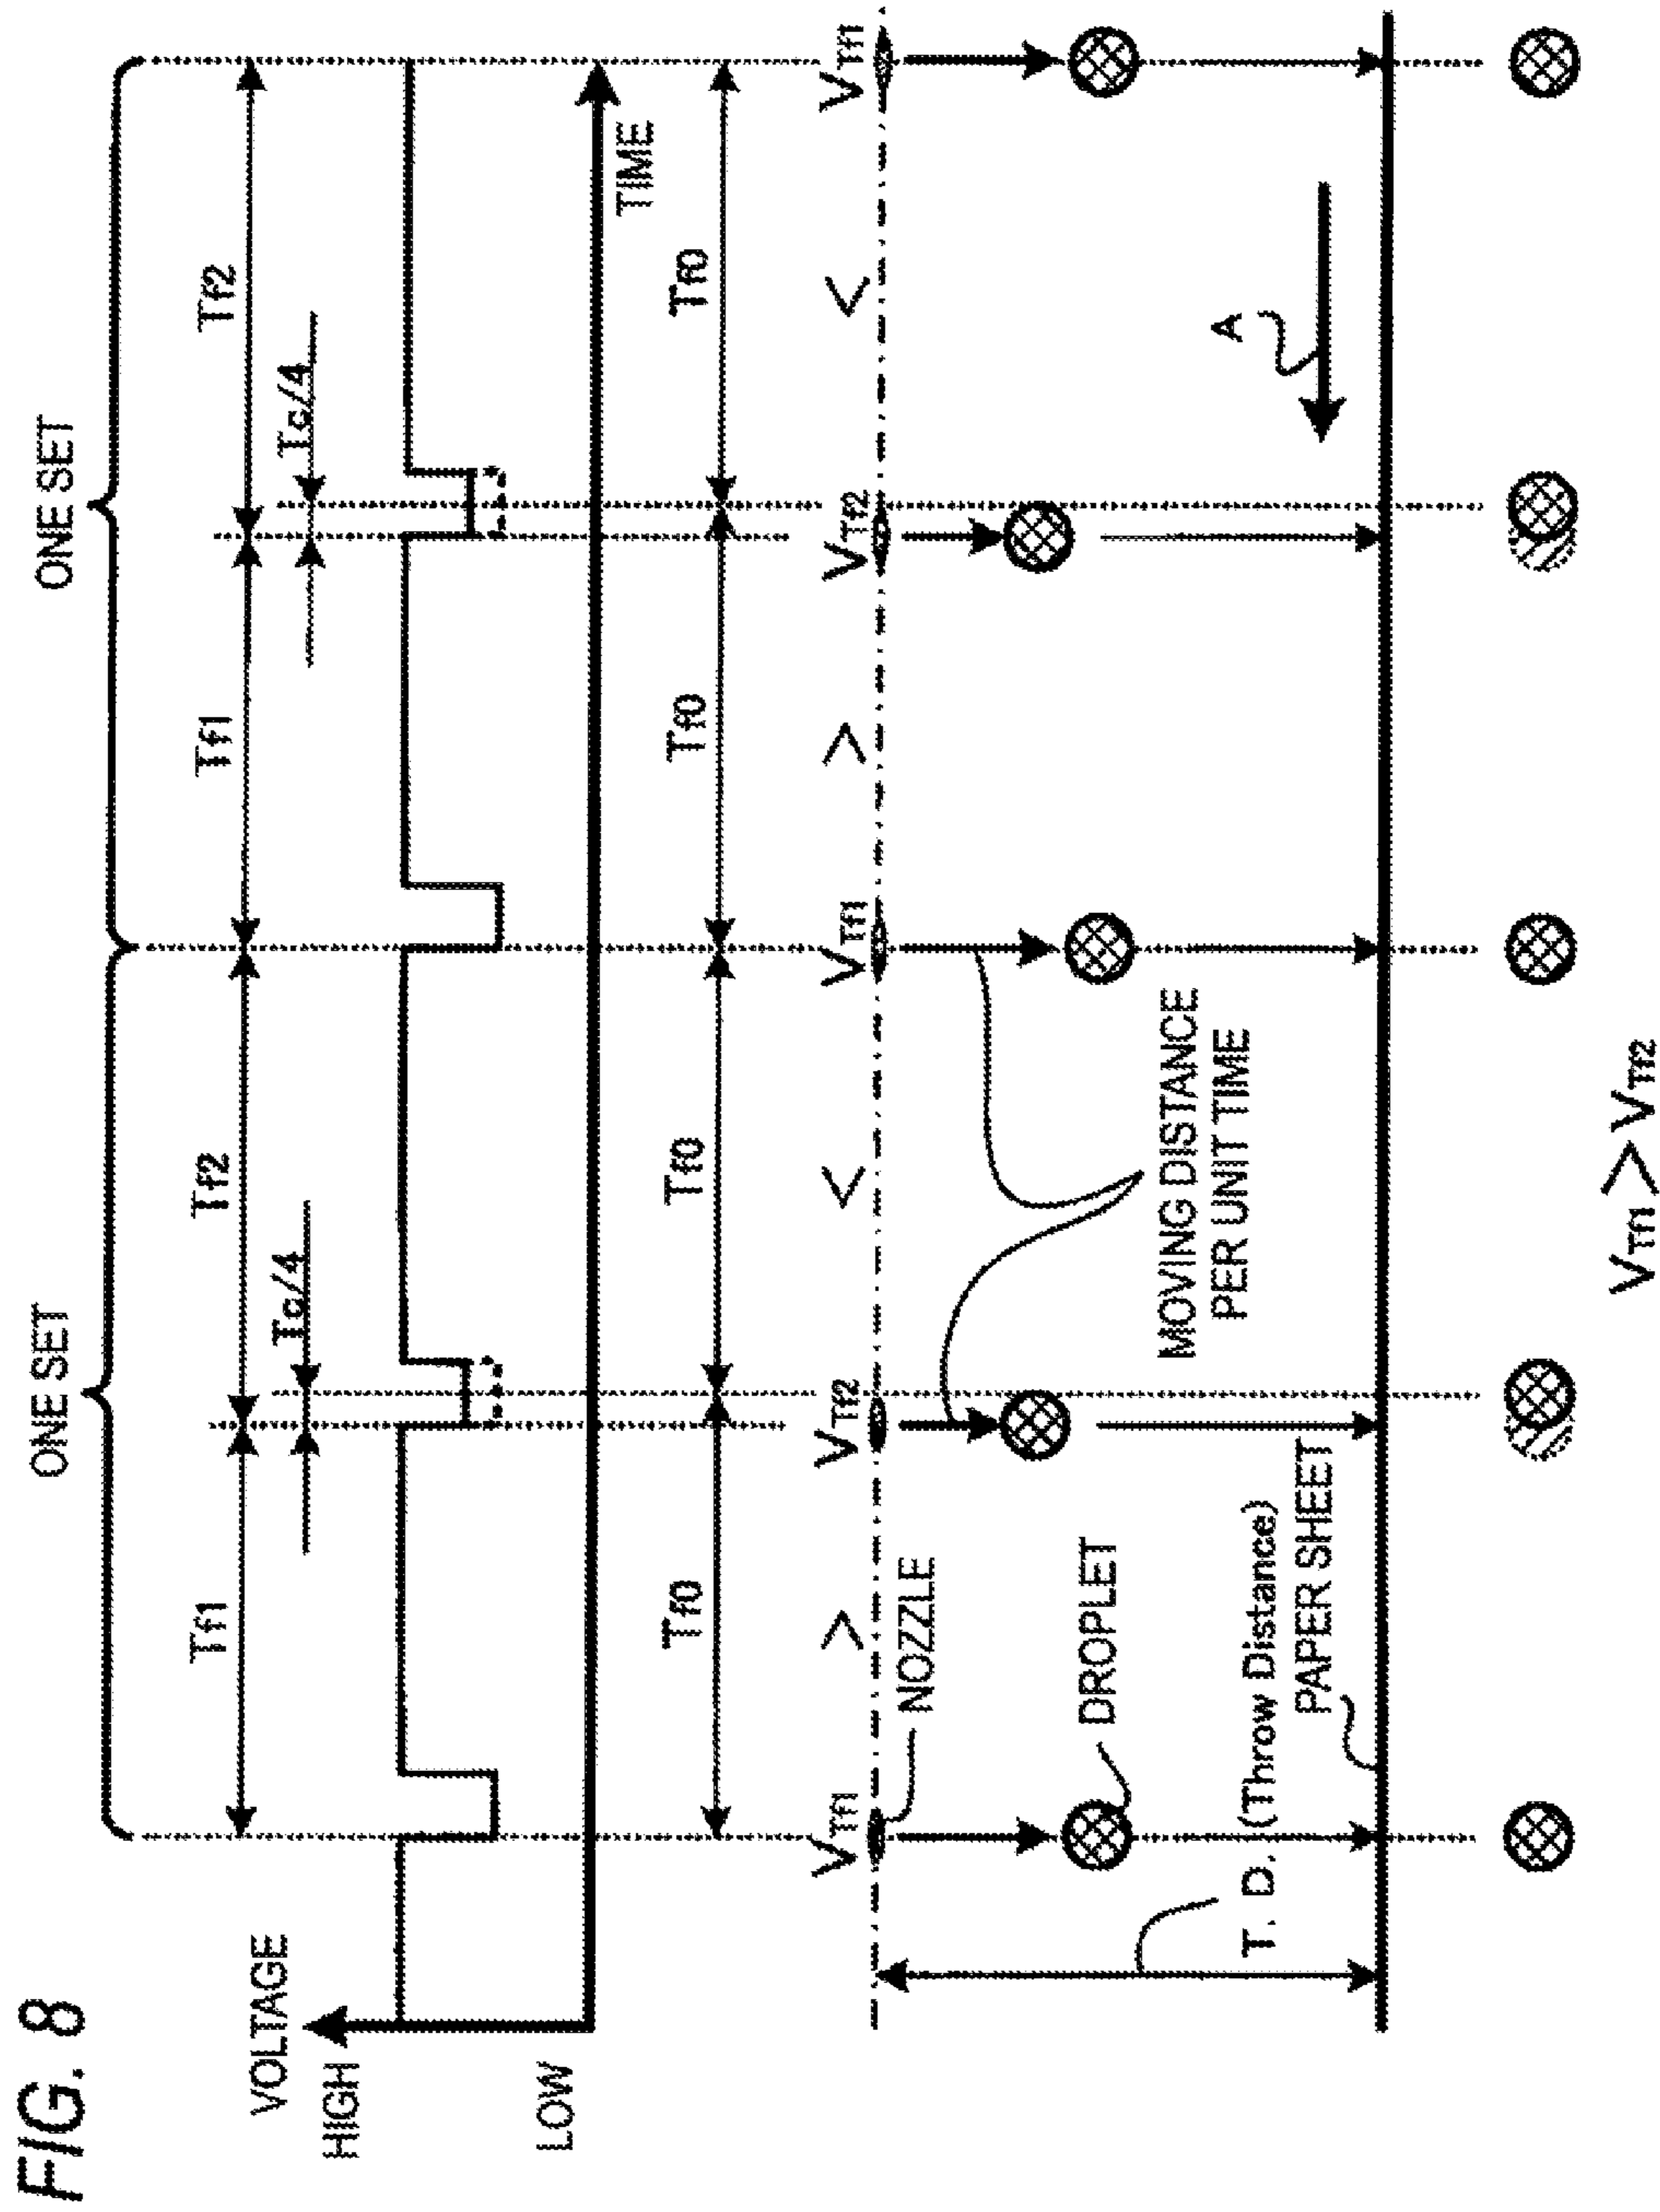 FIG. 8
ONE SET
ONE SET
VOLTAGE
HIGH
LOW
Tf1
Tf2
Tf1
Tf2
Tc/4
Tc/4
TIME
Tf0
Tf0
Tf0
Tf0
VTf1
>
VTf2
<
VTf1
>
VTf2
<
VTf1
NOZZLE
DROPLET
MOVING DISTANCE
PER UNIT TIME
A
T. D. (Throw Distance)
PAPER SHEET
VTf1 > VTf2